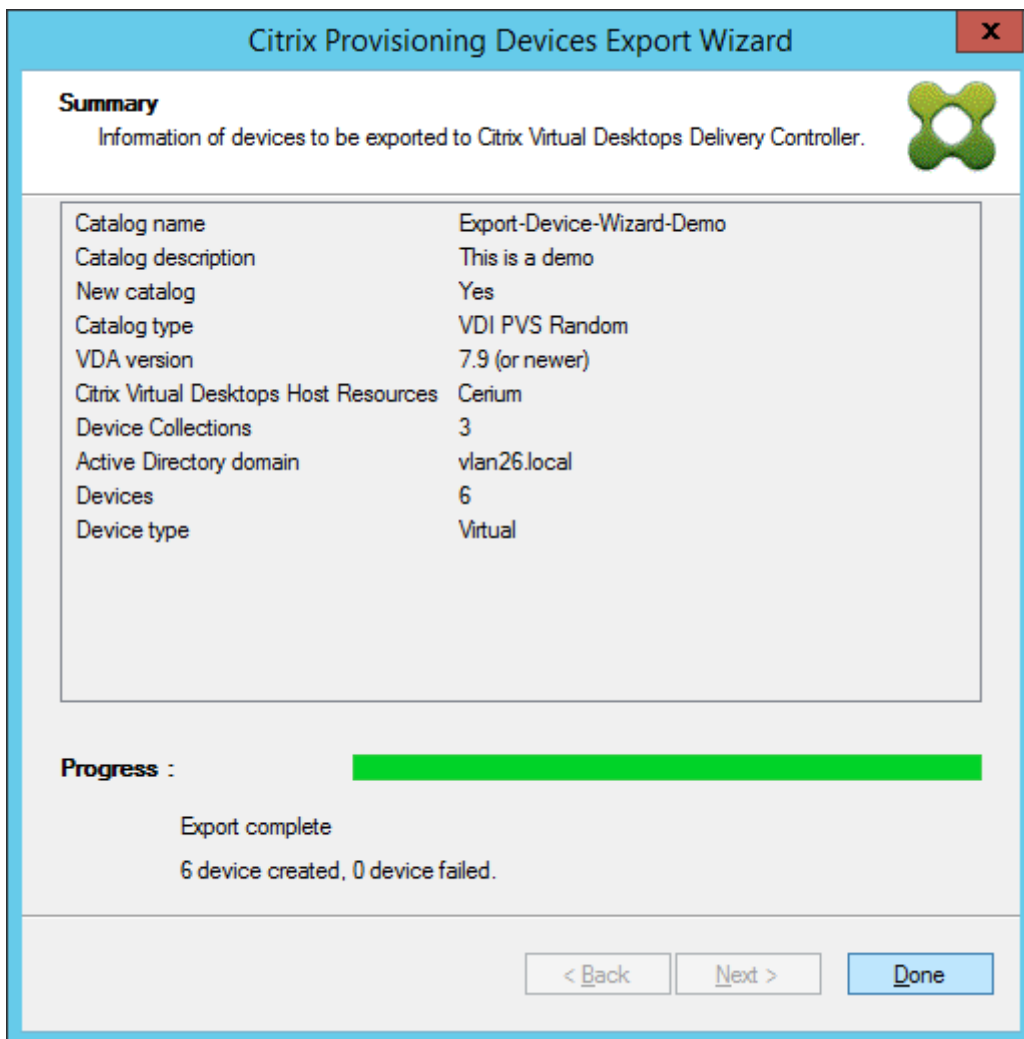 Citrix Provisioning Devices Export Wizard
x
Summary
Information of devices to be exported to Citrix Virtual Desktops Delivery Controller.
Catalog name Export-Device-Wizard-Demo
Catalog description This is a demo
New catalog Yes
Catalog type VDI PVS Random
VDA version 7.9 (or newer)
Citrix Virtual Desktops Host Resources Cerium
Device Collections 3
Active Directory domain vlan26.local
Devices 6
Device type Virtual
Progress :
Export complete
6 device created, 0 device failed.
< Back Next > Done